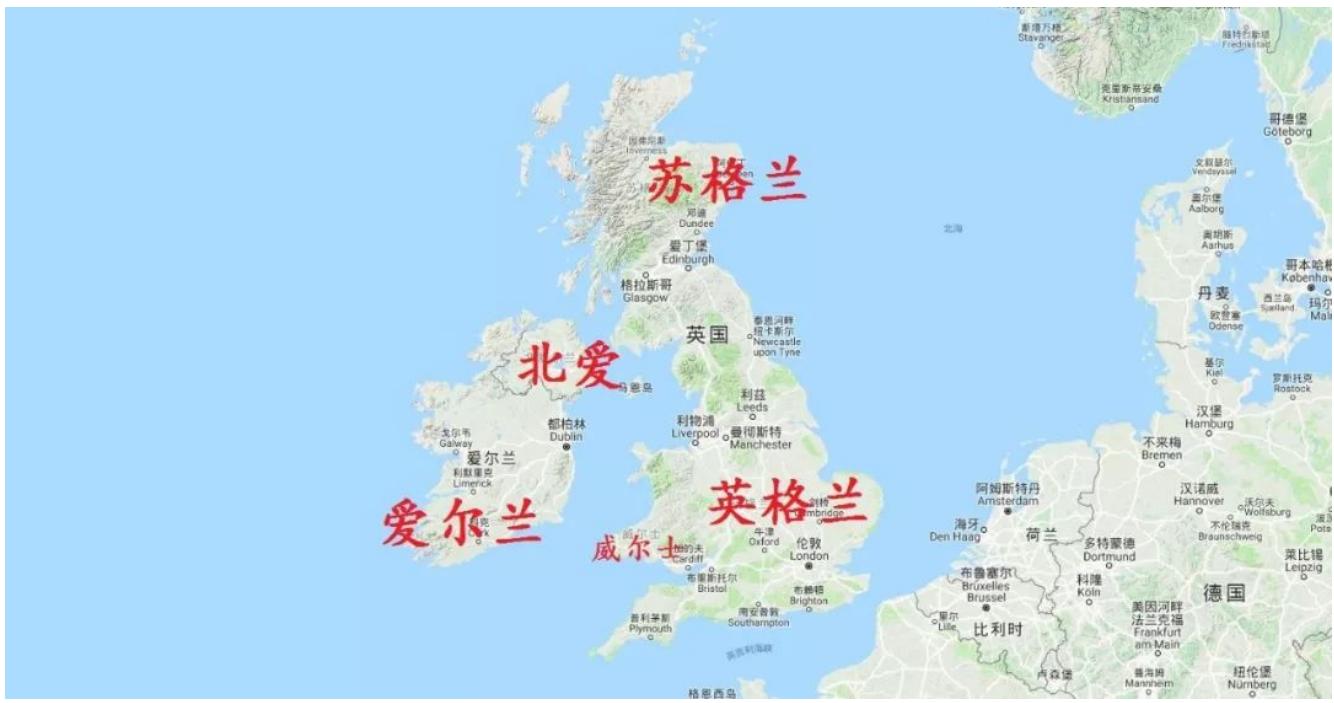 斯塔万格
Stavanger
Fredrikstad
克里斯蒂安桑
Kristiansand
哥德堡
Göteborg
因弗尼斯
Inverness
苏格兰
文叙瑟尔
Vendsyssel
奥尔堡
Aalborg
邓迪
Dundee
北海
爱丁堡
Edinburgh
奥胡斯
Aarhus
格拉斯哥
Glasgow
哥本哈根
København
丹麦
西兰岛
Sjælland
欧登塞
Odense
英国
泰恩河畔
纽卡斯尔
Newcastle
upon Tyne
北爱
马恩岛
基尔
Kiel
罗斯托克
Rostock
利兹
Leeds
汉堡
Hamburg
利物浦
Liverpool
曼彻斯特
Manchester
都柏林
Dublin
戈尔韦
Galway
爱尔兰
利默里克
Limerick
不来梅
Bremen
英格兰
剑桥
Cambridge
阿姆斯特丹
Amsterdam
汉诺威
Hannover
沃尔夫
Wolfsburg
不伦瑞克
Braunschweig
爱尔兰
科克
Cork
威尔士
威尔士
加的夫
Cardiff
牛津
Oxford
伦敦
London
海牙
Den Haag
荷兰
多特蒙德
Dortmund
莱比锡
Leipzig
布里斯托尔
Bristol
布赖顿
Brighton
布鲁塞尔
Bruxelles
Brussel
科隆
Köln
德国
普利茅斯
Plymouth
南安普敦
Southampton
里尔
Lille
比利时
美因河畔
法兰克福
Frankfurt
am Main
英吉利海峡
卢森堡
曼海姆
Mannheim
纽伦堡
Nürnberg
格恩西岛